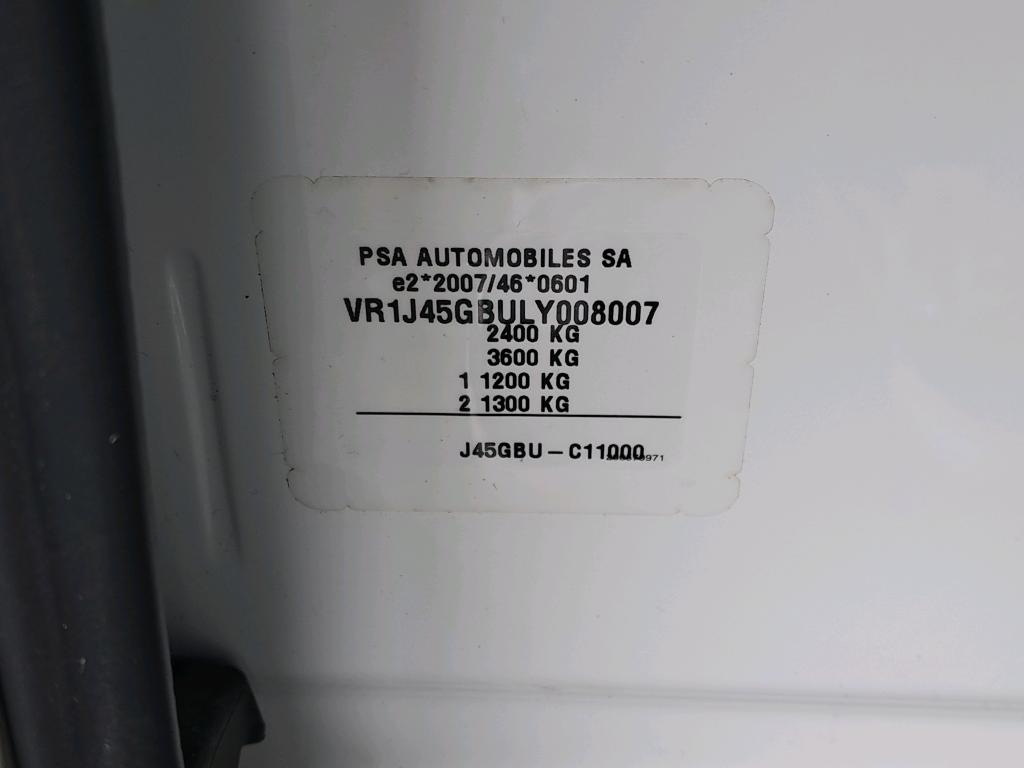 PSA AUTOMOBILES SA
e2*2007/46*0601
VR1J45GBULY008007
2400 KG
3600 KG
1 1200 KG
2 1300 KG
J45GBU-C11000